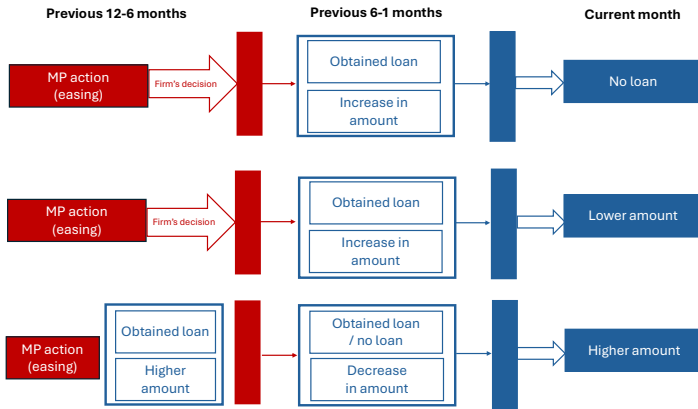 Previous 12-6 months
Previous 6-1 months
Current month
MP action
(easing)
Firm's decision
Obtained loan
Increase in
amount
No loan
MP action
(easing)
Firm's decision
Obtained loan
Increase in
amount
Lower amount
MP action
(easing)
Obtained loan
Higher
amount
Obtained loan
/ no loan
Decrease
in amount
Higher amount